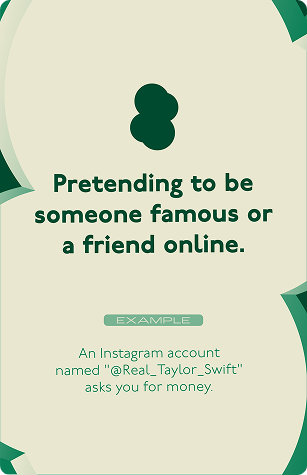 Pretending to be
someone famous or
a friend online.
EXAMPLE
An Instagram account
named "@Real_Taylor_Swift"
asks you for money.